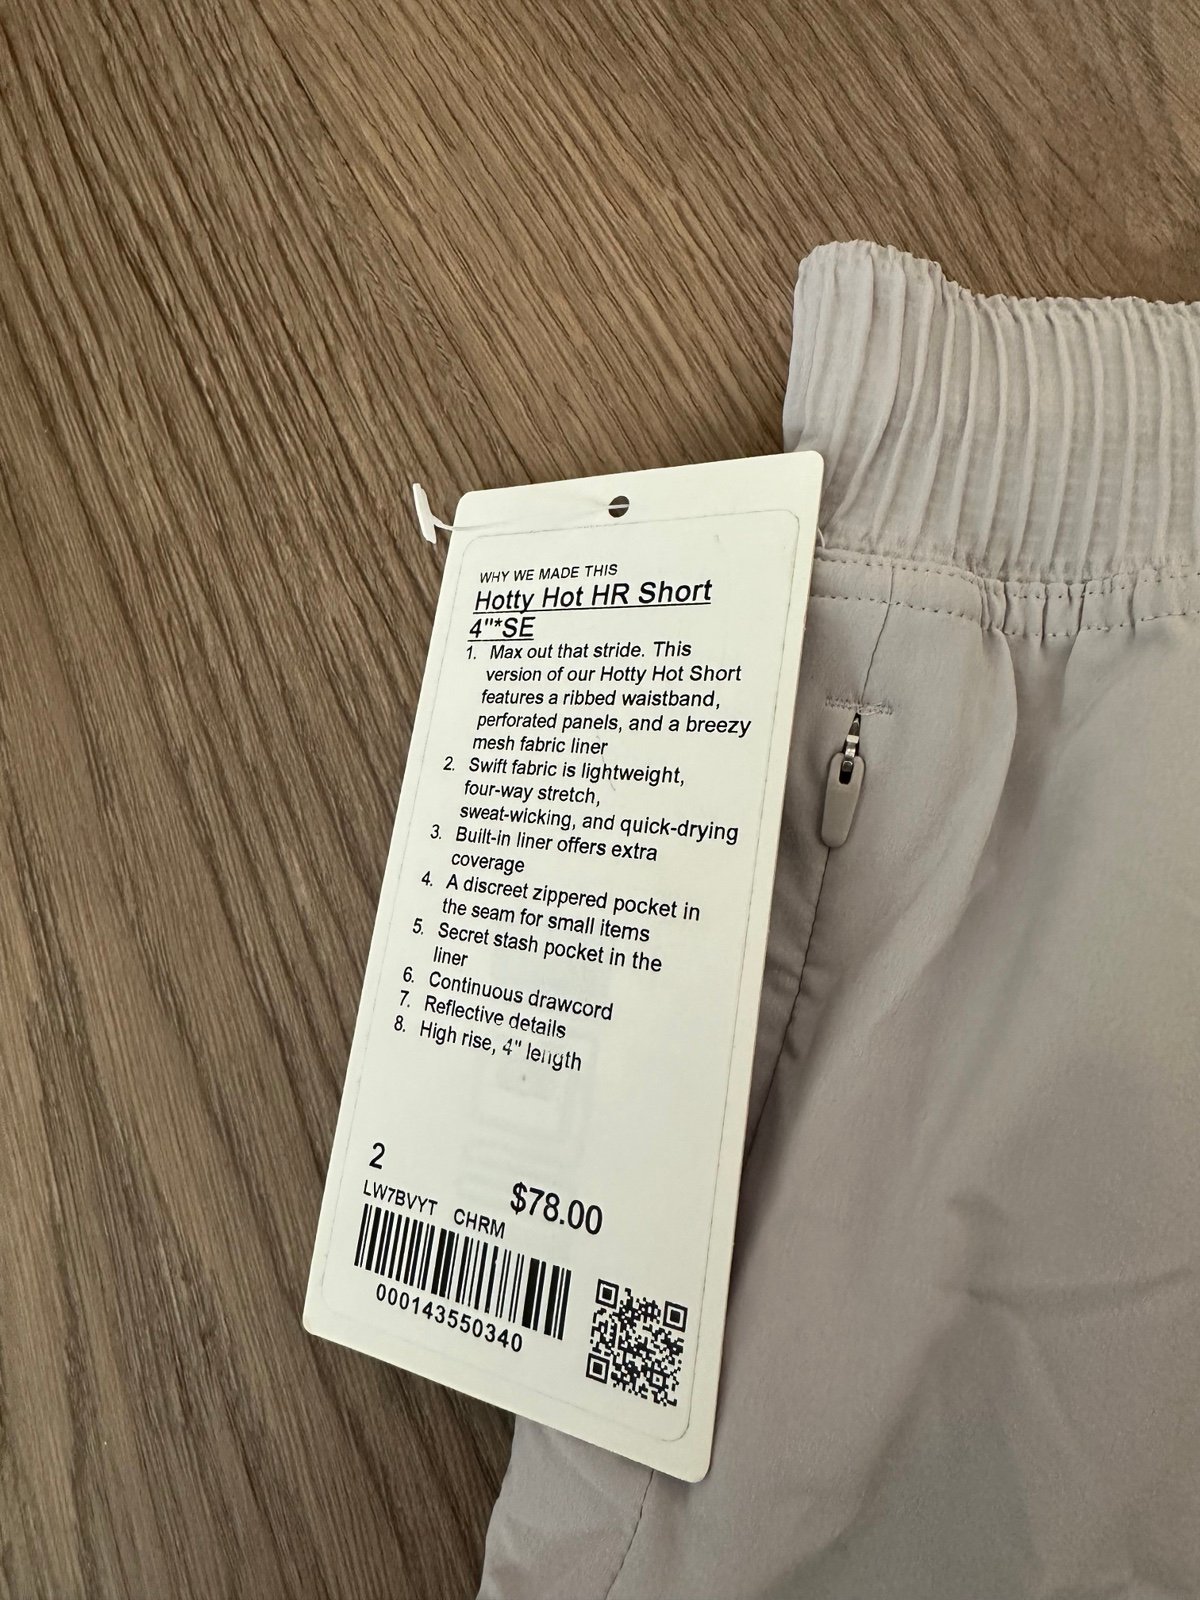 WHY WE MADE THIS
Hotty Hot HR Short
4"*SE
1. Max out that stride. This
version of our Hotty Hot Short
features a ribbed waistband,
perforated panels, and a breezy
mesh fabric liner
2. Swift fabric is lightweight,
four-way stretch,
sweat-wicking, and quick-drying
3. Built-in liner offers extra
coverage
4. A discreet zippered pocket in
the seam for small items
5. Secret stash pocket in the
liner
6. Continuous drawcord
7. Reflective details
8. High rise, 4" length
2
LW7BVYT CHRM $78.00
000143550340